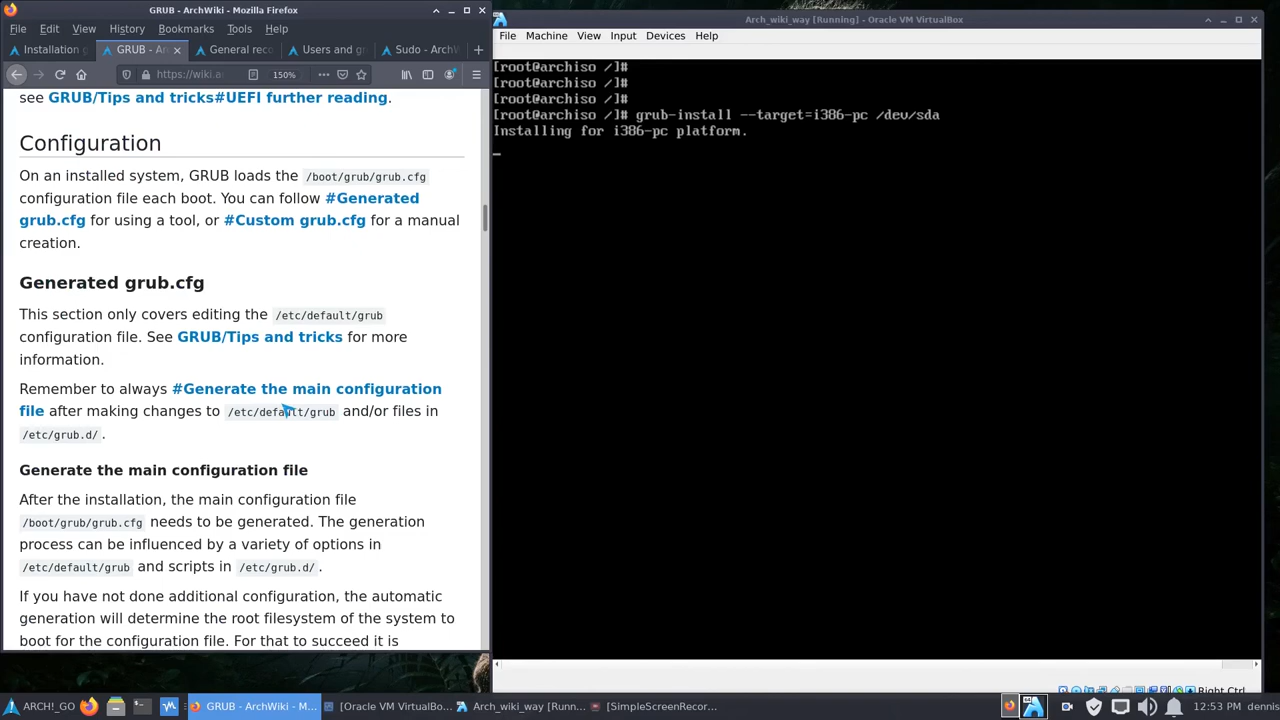 GRUB - ArchWiki - Mozilla Firefox
File Edit View History Bookmarks Tools Help
Installation g
GRUB - Ar
General reco
Users and gr
Sudo - ArchW
https://wiki.a
150%
see GRUB/Tips and tricks#UEFI further reading.
Configuration
On an installed system, GRUB loads the /boot/grub/grub.cfg
configuration file each boot. You can follow #Generated
grub.cfg for using a tool, or #Custom grub.cfg for a manual
creation.
Generated grub.cfg
This section only covers editing the /etc/default/grub
configuration file. See GRUB/Tips and tricks for more
information.
Remember to always #Generate the main configuration
file after making changes to /etc/default/grub and/or files in
/etc/grub.d/.
Generate the main configuration file
After the installation, the main configuration file
/boot/grub/grub.cfg needs to be generated. The generation
process can be influenced by a variety of options in
/etc/default/grub and scripts in /etc/grub.d/.
If you have not done additional configuration, the automatic
generation will determine the root filesystem of the system to
boot for the configuration file. For that to succeed it is
Arch_wiki_way [Running] - Oracle VM VirtualBox
File Machine View Input Devices Help
[root@archiso /]#
[root@archiso /]#
[root@archiso /]#
[root@archiso /]# grub-install --target=i386-pc /dev/sda
Installing for i386-pc platform.
Right Ctrl
ARCH!_GO
GRUB - ArchWiki - M...
[Oracle VM VirtualBo...
Arch_wiki_way [Runn...
[SimpleScreenRecor...
12:53 PM dennis